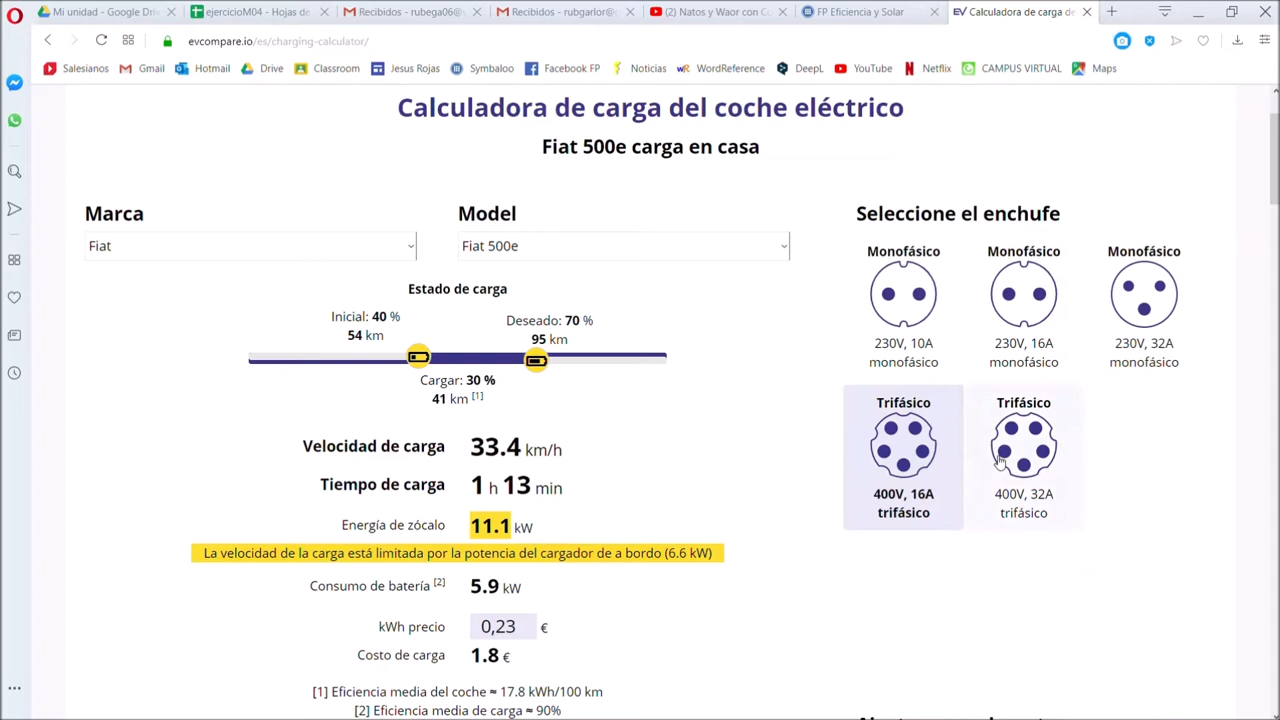 Mi unidad - Google Driv
ejercicioM04 - Hojas de
Recibidos - rubega06@g
Recibidos - rubgarlor@
(2) Natos y Waor con C
FP Eficiencia y Solar
EV Calculadora de carga de
evcompare.io/es/charging-calculator/
Salesianos
Gmail
Hotmail
Drive
Classroom
Jesus Rojas
Symbaloo
Facebook FP
Noticias
WordReference
DeepL
YouTube
Netflix
CAMPUS VIRTUAL
Maps
Calculadora de carga del coche eléctrico
Fiat 500e carga en casa
Marca
Model
Seleccione el enchufe
Fiat
Fiat 500e
Monofásico
Monofásico
Monofásico
Estado de carga
Inicial: 40 %
54 km
Deseado: 70 %
95 km
230V, 10A
monofásico
230V, 16A
monofásico
230V, 32A
monofásico
Cargar: 30 %
41 km [1]
Trifásico
Trifásico
Velocidad de carga 33.4 km/h
Tiempo de carga 1 h 13 min
400V, 16A
trifásico
400V, 32A
trifásico
Energía de zócalo 11.1 kW
La velocidad de la carga está limitada por la potencia del cargador de a bordo (6.6 kW)
Consumo de batería [2] 5.9 kW
kWh precio 0,23 €
Costo de carga 1.8 €
[1] Eficiencia media del coche ≈ 17.8 kWh/100 km
[2] Eficiencia media de carga ≈ 90%